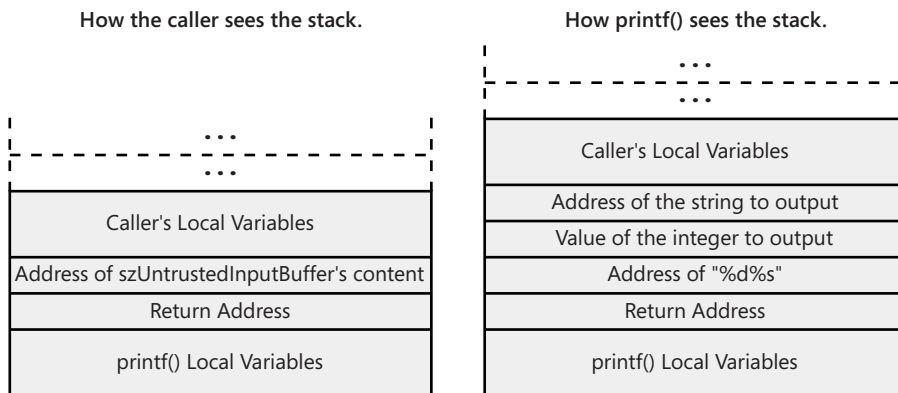 How the caller sees the stack.
...
...
Caller's Local Variables
Address of szUntrustedInputBuffer's content
Return Address
printf() Local Variables
How printf() sees the stack.
...
...
Caller's Local Variables
Address of the string to output
Value of the integer to output
Address of "%d%s"
Return Address
printf() Local Variables